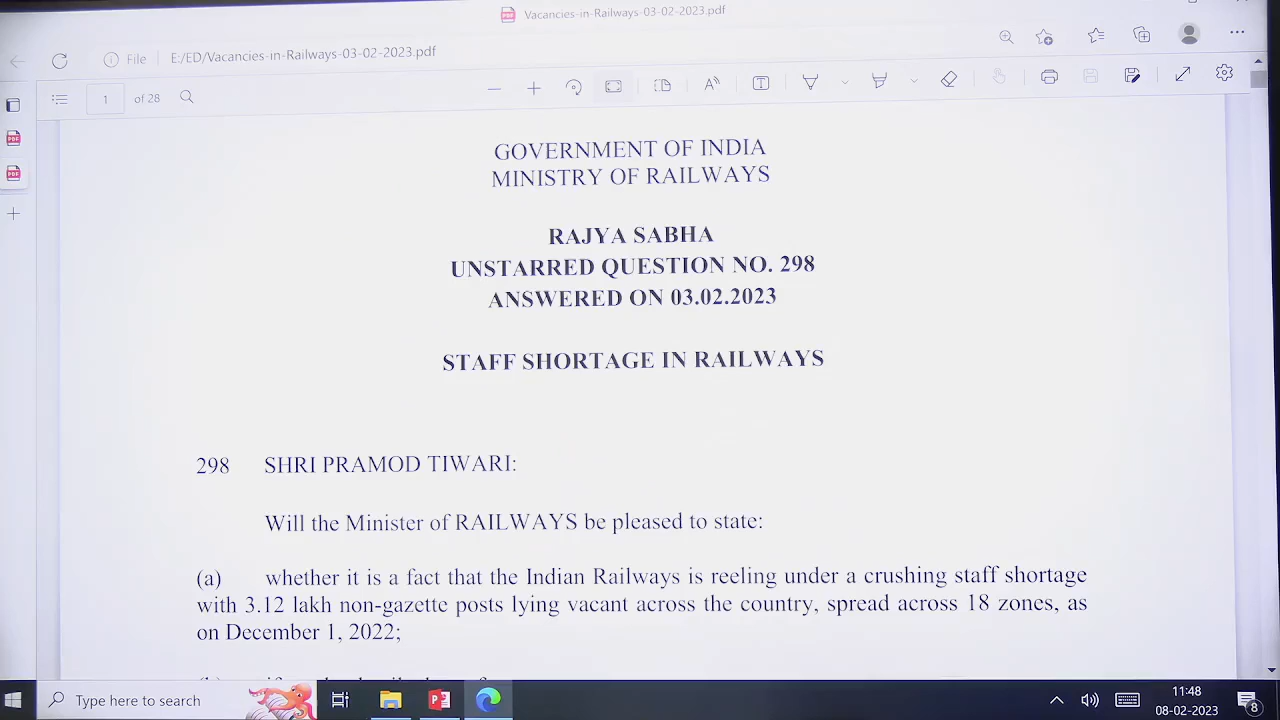 Vacancies-in-Railways-03-02-2023.pdf
File E:/ED/Vacancies-in-Railways-03-02-2023.pdf
1 of 28
GOVERNMENT OF INDIA
MINISTRY OF RAILWAYS
RAJYA SABHA
UNSTARRED QUESTION NO. 298
ANSWERED ON 03.02.2023
STAFF SHORTAGE IN RAILWAYS
298 SHRI PRAMOD TIWARI:
Will the Minister of RAILWAYS be pleased to state:
(a) whether it is a fact that the Indian Railways is reeling under a crushing staff shortage
with 3.12 lakh non-gazette posts lying vacant across the country, spread across 18 zones, as
on December 1, 2022;
Type here to search
11:48
08-02-2023
8